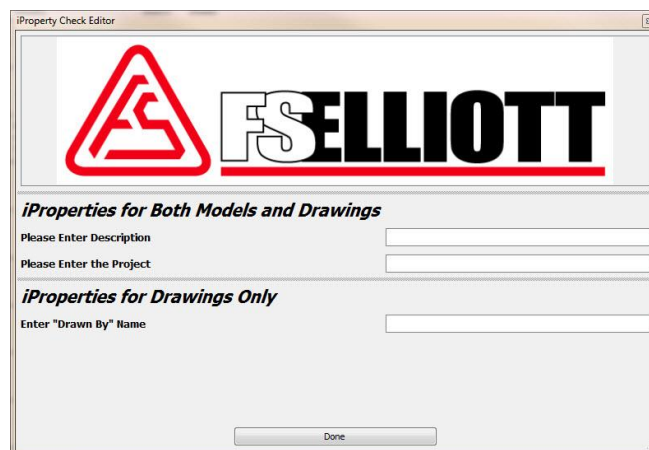 iProperty Check Editor
FS
FSELLIOTT
iProperties for Both Models and Drawings
Please Enter Description
Please Enter the Project
iProperties for Drawings Only
Enter "Drawn By" Name
Done